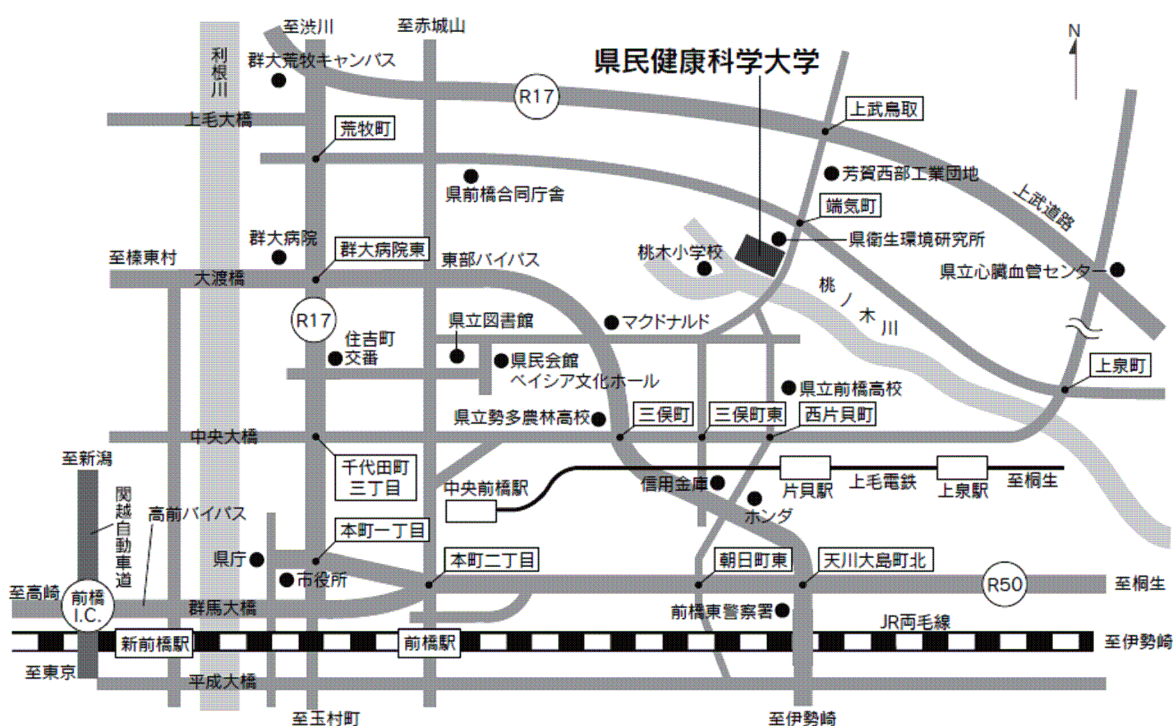 至渋川
至赤城山
N
利根川
群大荒牧キャンパス
県民健康科学大学
R17
上毛大橋
荒牧町
上武鳥取
県前橋合同庁舎
芳賀西部工業団地
上武道路
端気町
群大病院
群大病院東
東部バイパス
県衛生環境研究所
至榛東村
大渡橋
桃木小学校
県立心臓血管センター
桃ノ木川
R17
住吉町
交番
県立図書館
マクドナルド
県民会館
ベイシア文化ホール
上泉町
県立前橋高校
県立勢多農林高校
三俣町
三俣町東
西片貝町
中央大橋
至新潟
千代田町
三丁目
中央前橋駅
信用金庫
片貝駅
上毛電鉄
上泉駅
至桐生
関越自動車道
高前バイパス
ホンダ
本町一丁目
県庁
市役所
本町二丁目
朝日町東
天川大島町北
R50
至桐生
至高崎
前橋
I.C.
群馬大橋
前橋東警察署
JR両毛線
新前橋駅
前橋駅
至伊勢崎
至東京
平成大橋
至玉村町
至伊勢崎